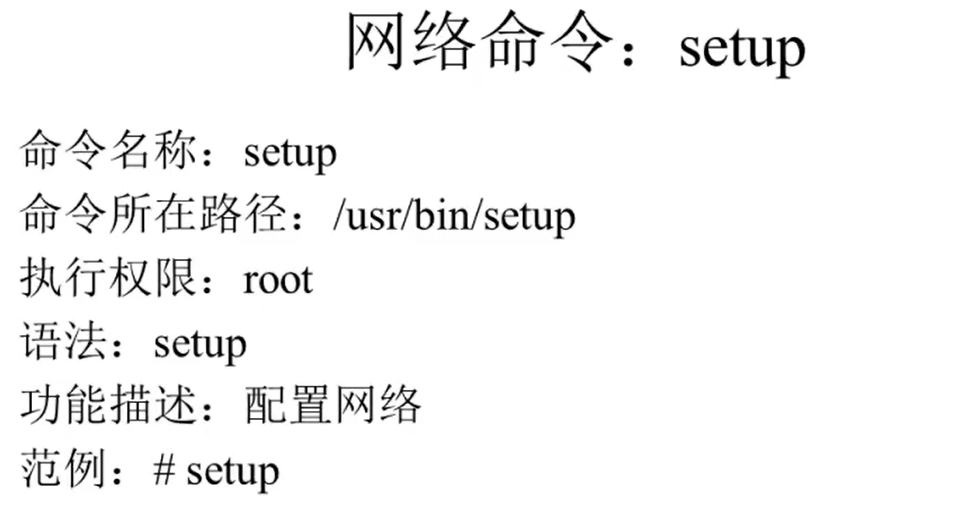 网络命令：setup
命令名称：setup
命令所在路径：/usr/bin/setup
执行权限：root
语法：setup
功能描述：配置网络
范例：# setup